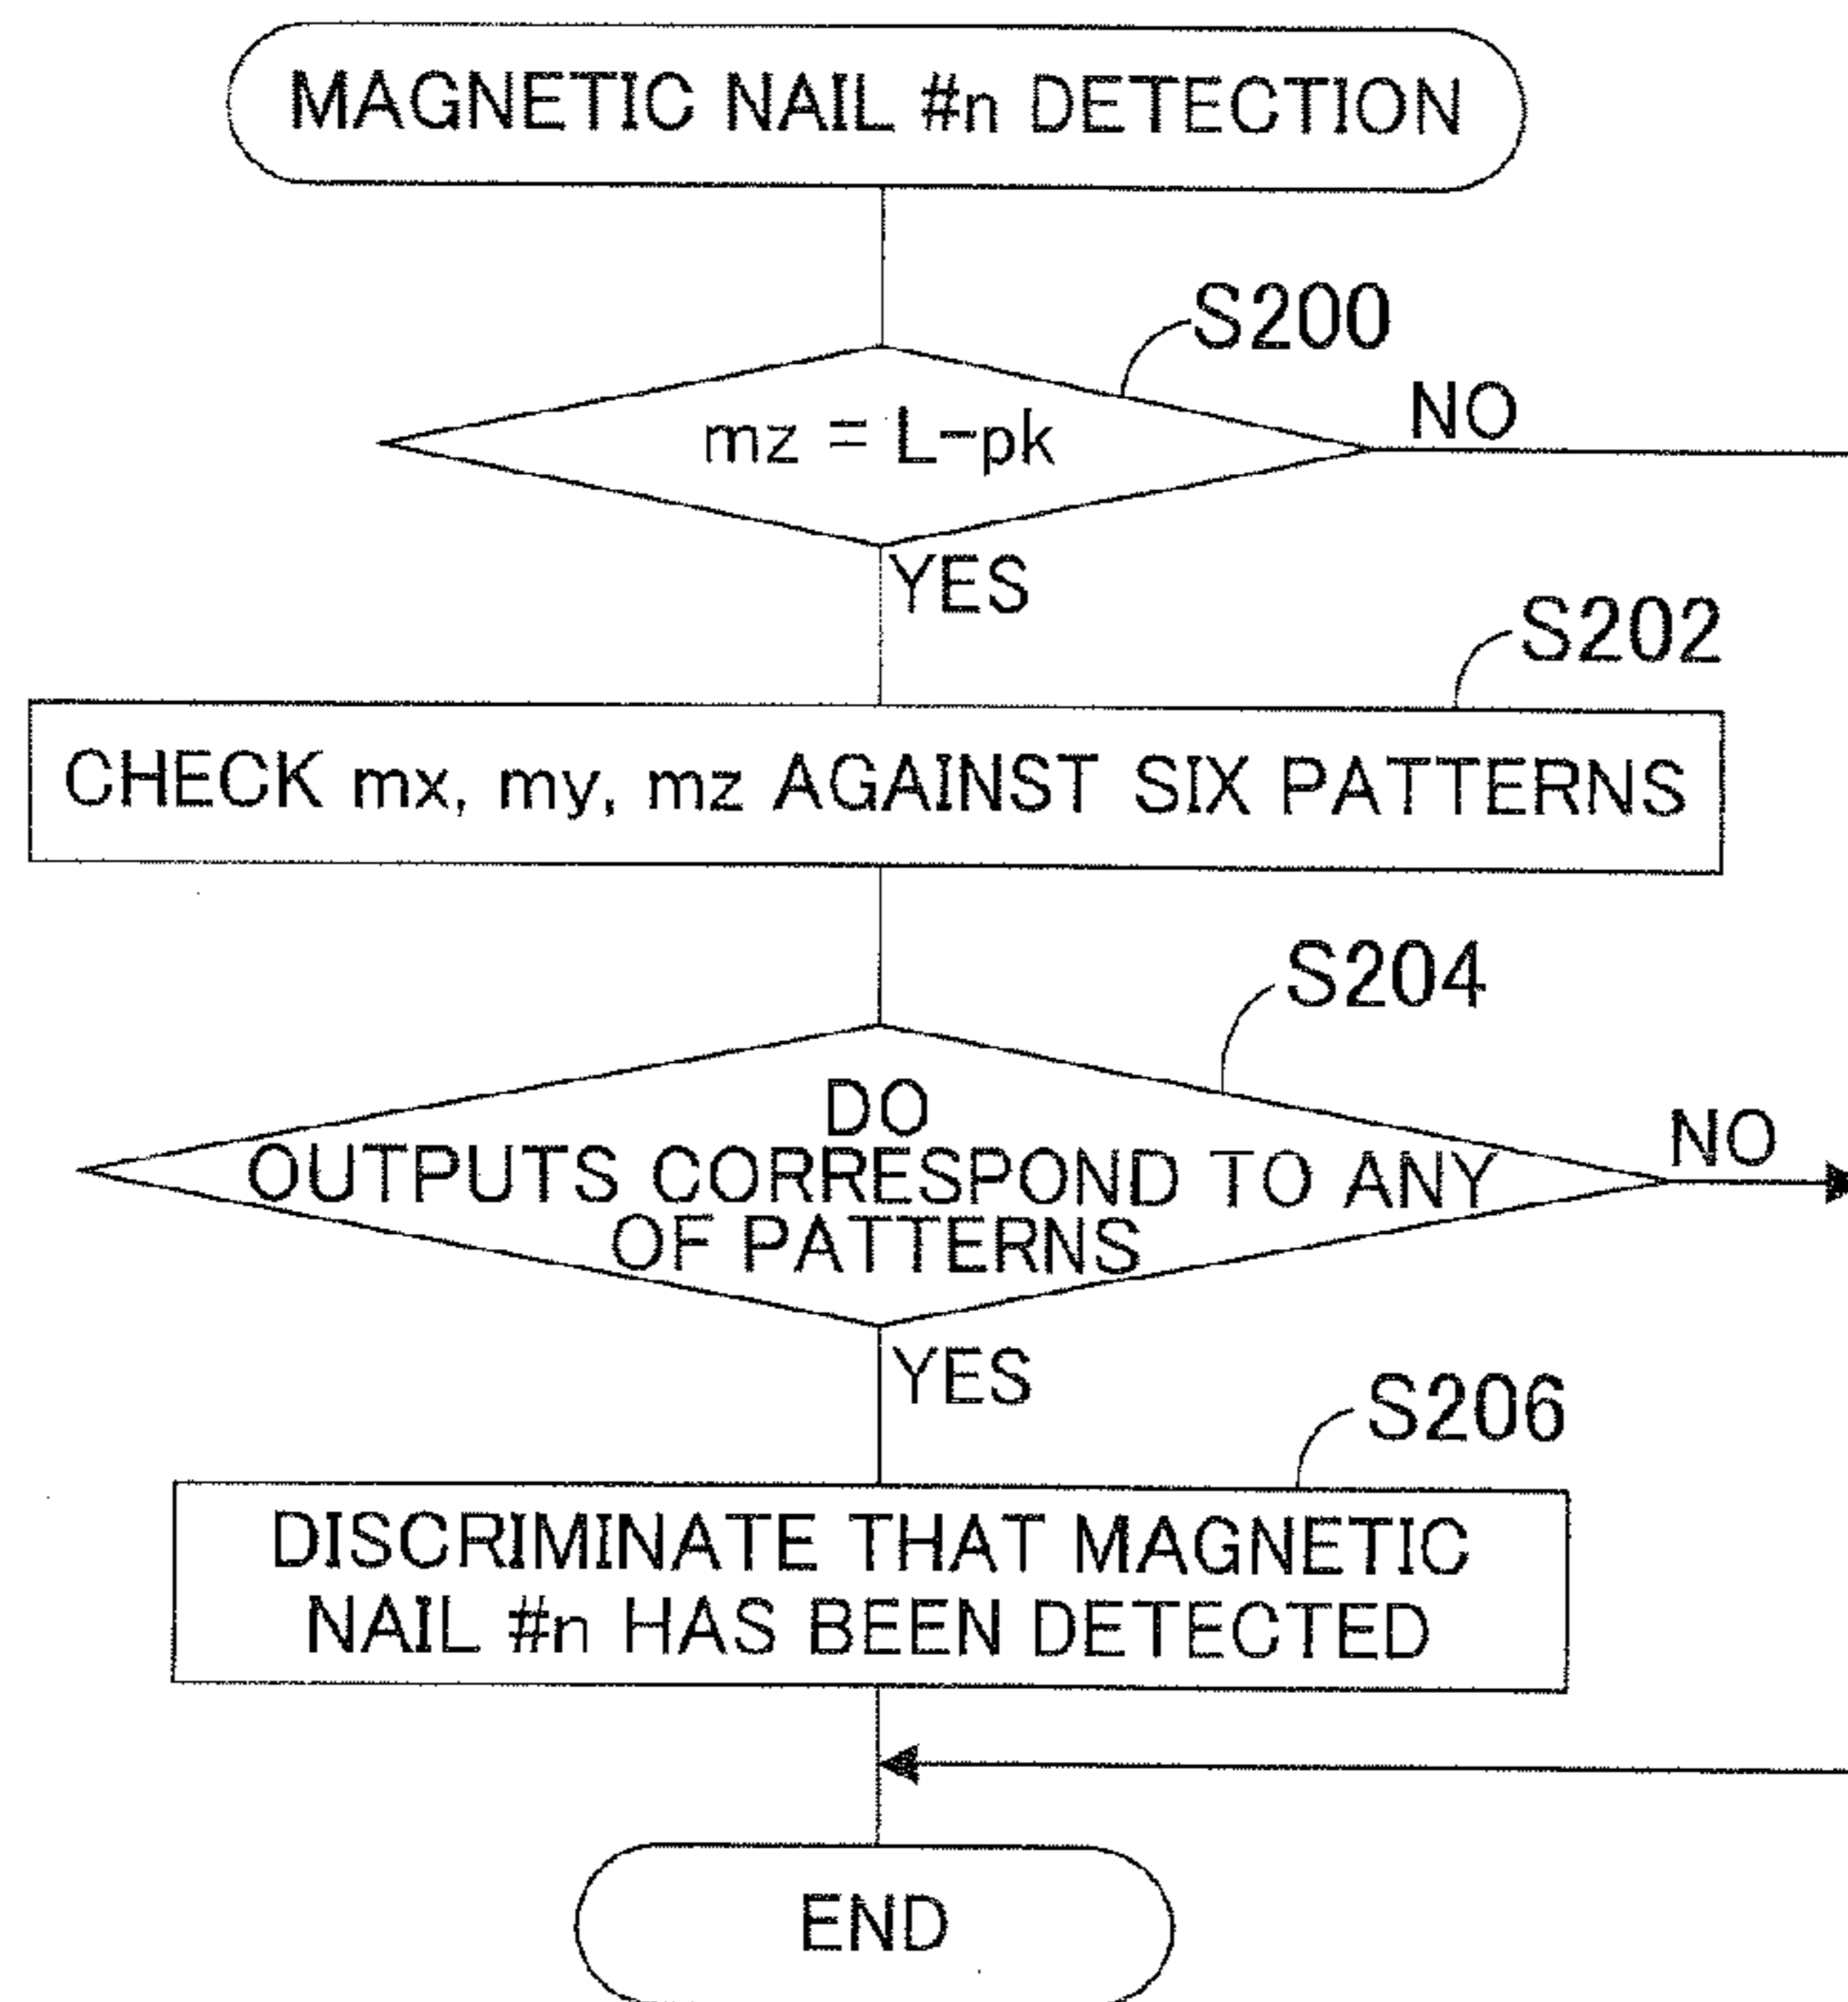 MAGNETIC NAIL #n DETECTION
S200
mz = L-pk
NO
YES
S202
CHECK mx, my, mz AGAINST SIX PATTERNS
S204
DO
OUTPUTS CORRESPOND TO ANY
OF PATTERNS
NO
YES
S206
DISCRIMINATE THAT MAGNETIC
NAIL #n HAS BEEN DETECTED
END